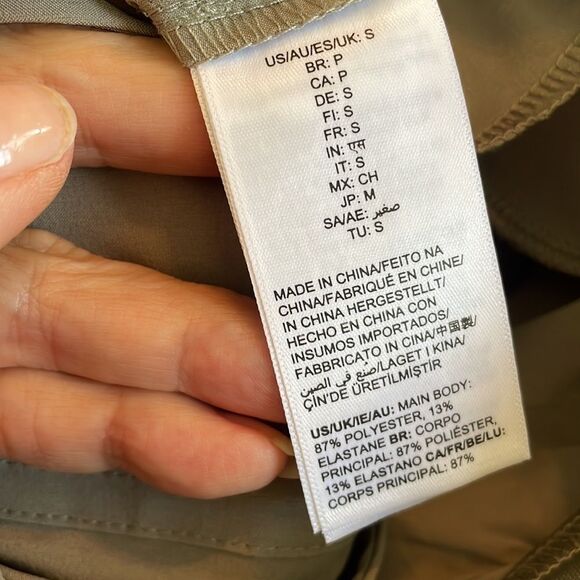 US/AU/ES/UK: S
BR: P
CA: P
DE: S
FI: S
FR: S
IN: एस
IT: S
MX: CH
JP: M
SA/AE: صغير
TU: S
MADE IN CHINA/FEITO NA
CHINA/FABRIQUÉ EN CHINE/
IN CHINA HERGESTELLT/
HECHO EN CHINA CON
INSUMOS IMPORTADOS/
FABBRICATO IN CINA/中国製/
صنع في الصين/LAGET I KINA/
ÇIN'DE ÜRETİLMİŞTİR
US/UK/IE/AU: MAIN BODY:
87% POLYESTER, 13%
ELASTANE BR: CORPO
PRINCIPAL: 87% POLIÉSTER,
13% ELASTANO CA/FR/BE/LU:
CORPS PRINCIPAL: 87%